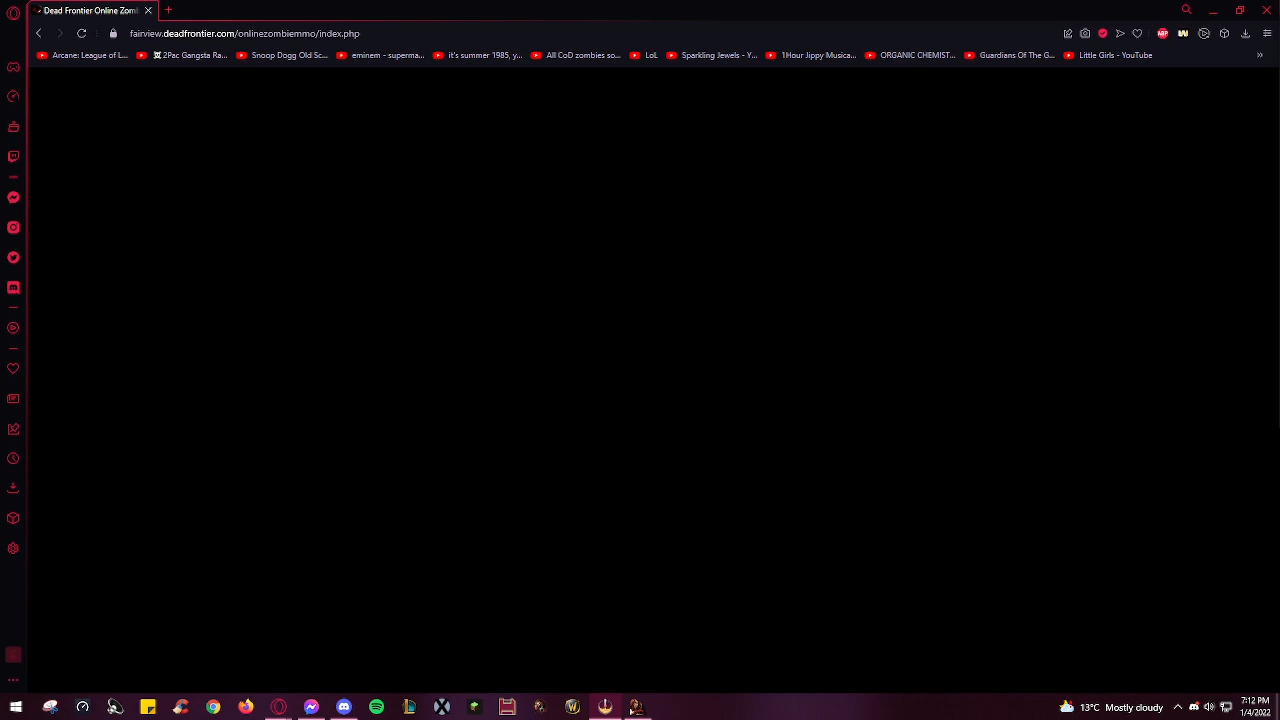 Dead Frontier Online Zoml
fairview.deadfrontier.com/onlinezombiemmo/index.php
ABP
Arcane: League of L... 2Pac Gangsta Ra... Snoop Dogg Old Sc... eminem - superma... it's summer 1985, y... All CoD zombies so... LoL Sparkling Jewels - Y... 1Hour Jippy Musica... ORGANIC CHEMIST... Guardians Of The G... Little Girls - YouTube »
13°C Mostly cloudy
7:12 PM
1/4/2022